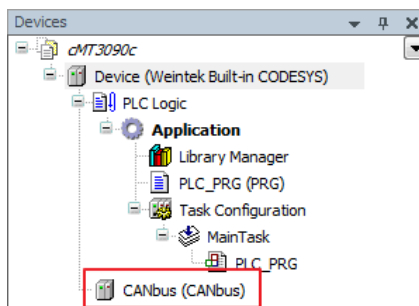 Devices
cMT3090c
Device (Weintek Built-in CODESYS)
PLC Logic
Application
Library Manager
PLC_PRG (PRG)
Task Configuration
MainTask
PLC_PRG
CANbus (CANbus)